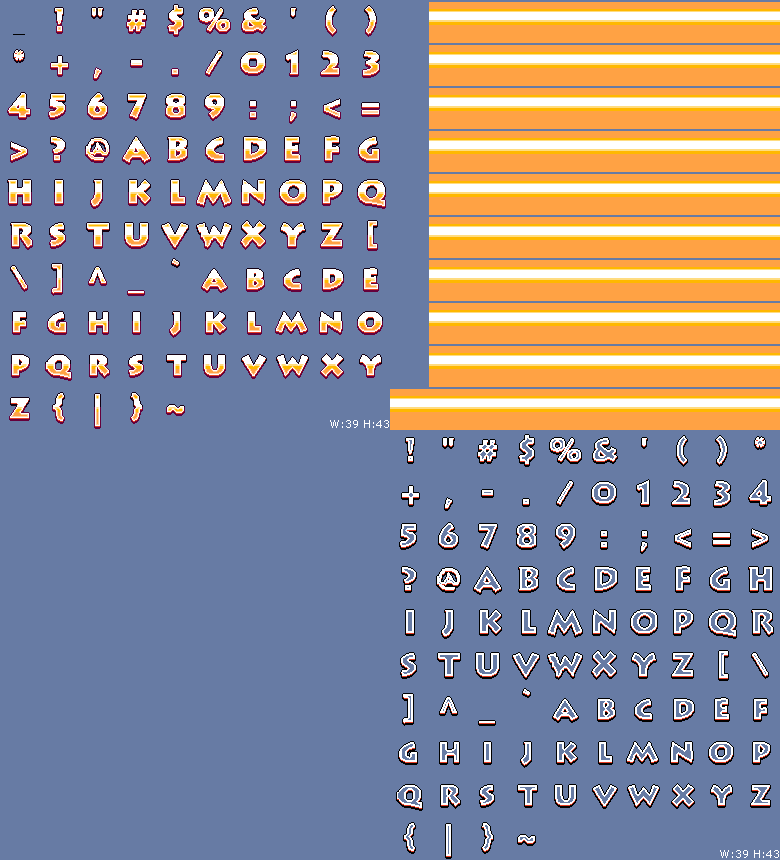 _ ! " # $ % & ' ( )
* + , - . / 0 1 2 3
4 5 6 7 8 9 : ; < =
> ? @ A B C D E F G
H I J K L M N O P Q
R S T U V W X Y Z [
\ ] ^ _ ` A B C D E
F G H I J K L M N O
P Q R S T U V W X Y
Z { | } ~
W:39 H:43
! " # $ % & ' ( ) *
+ , - . / 0 1 2 3 4
5 6 7 8 9 : ; < = >
? @ A B C D E F G H
I J K L M N O P Q R
S T U V W X Y Z [ \
] ^ _ ` A B C D E F
G H I J K L M N O P
Q R S T U V W X Y Z
{ | } ~
W:39 H:43